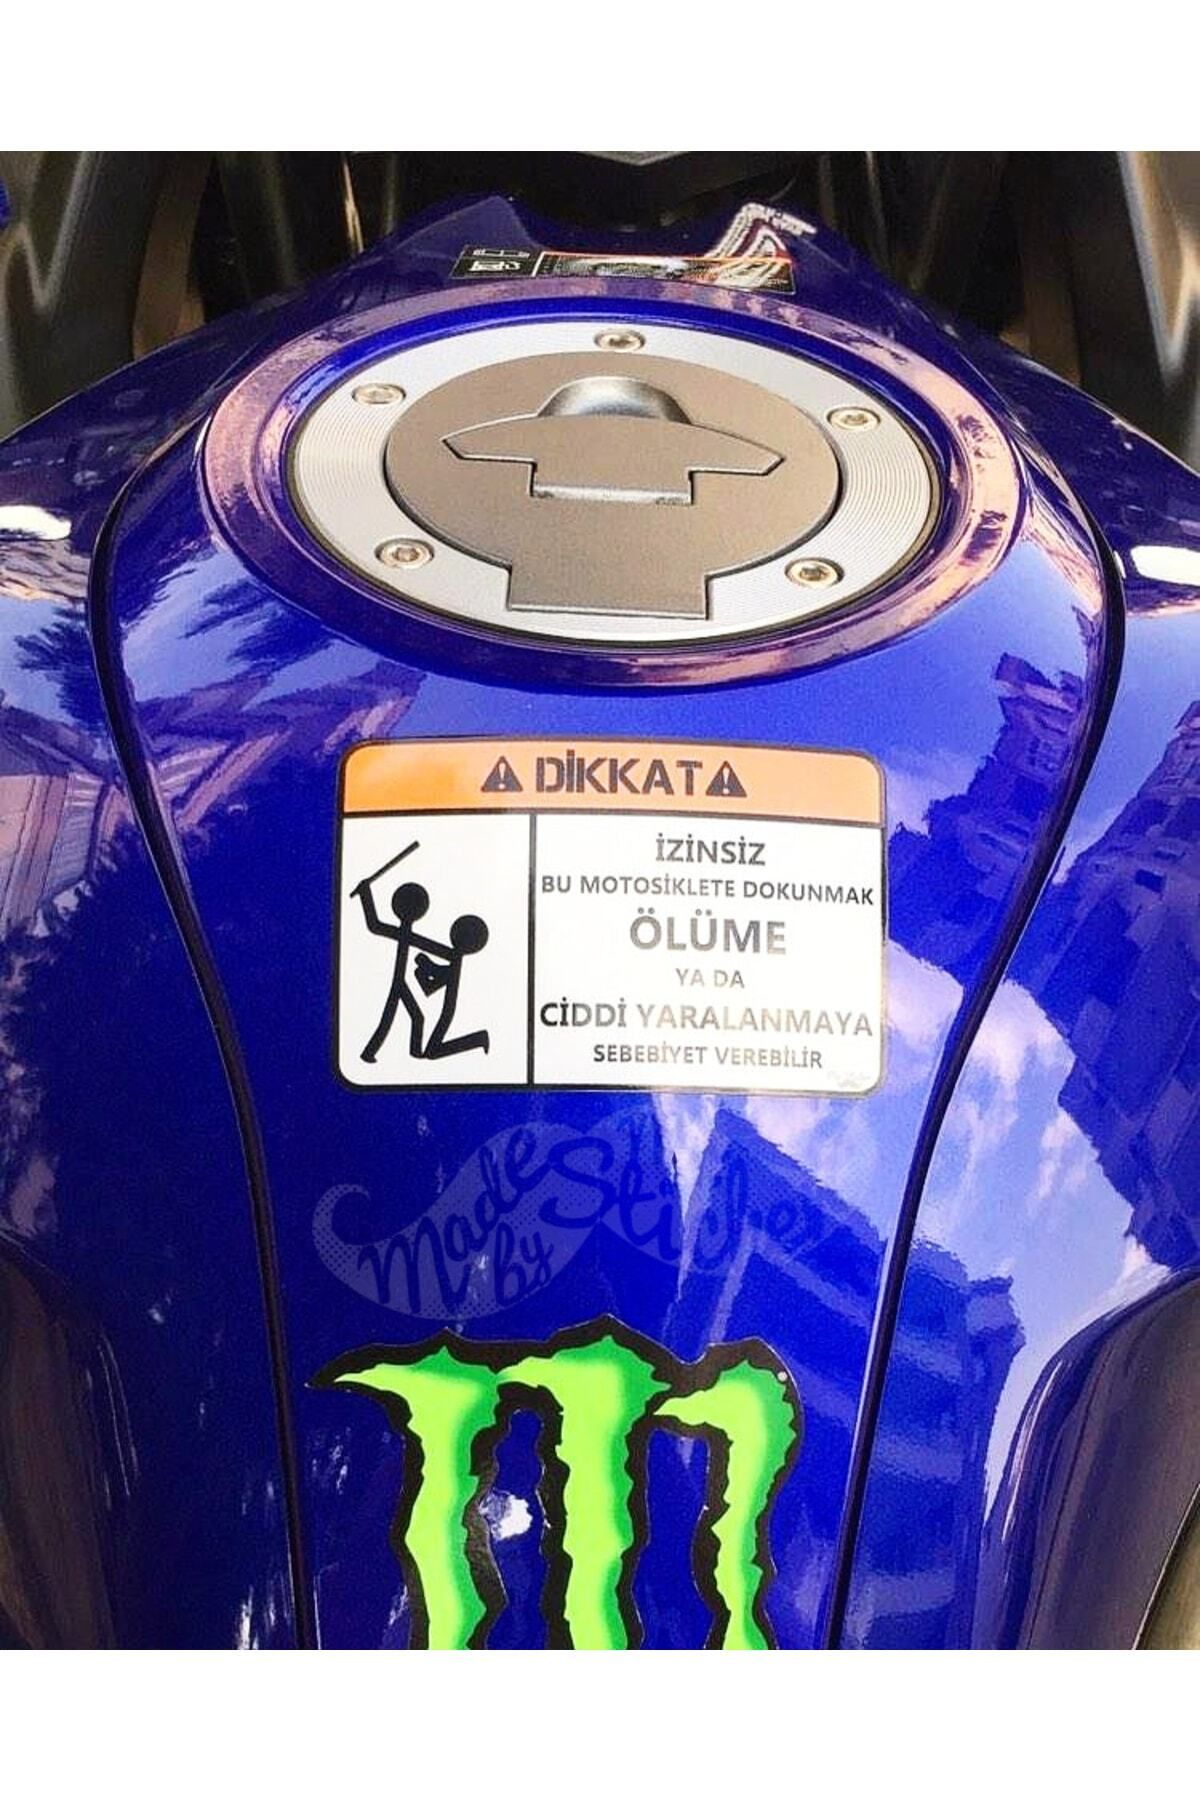 DİKKAT
İZİNSİZ
BU MOTOSİKLETE DOKUNMAK
ÖLÜME
YA DA
CİDDİ YARALANMAYA
SEBEBİYET VEREBİLİR
Made by Sticker